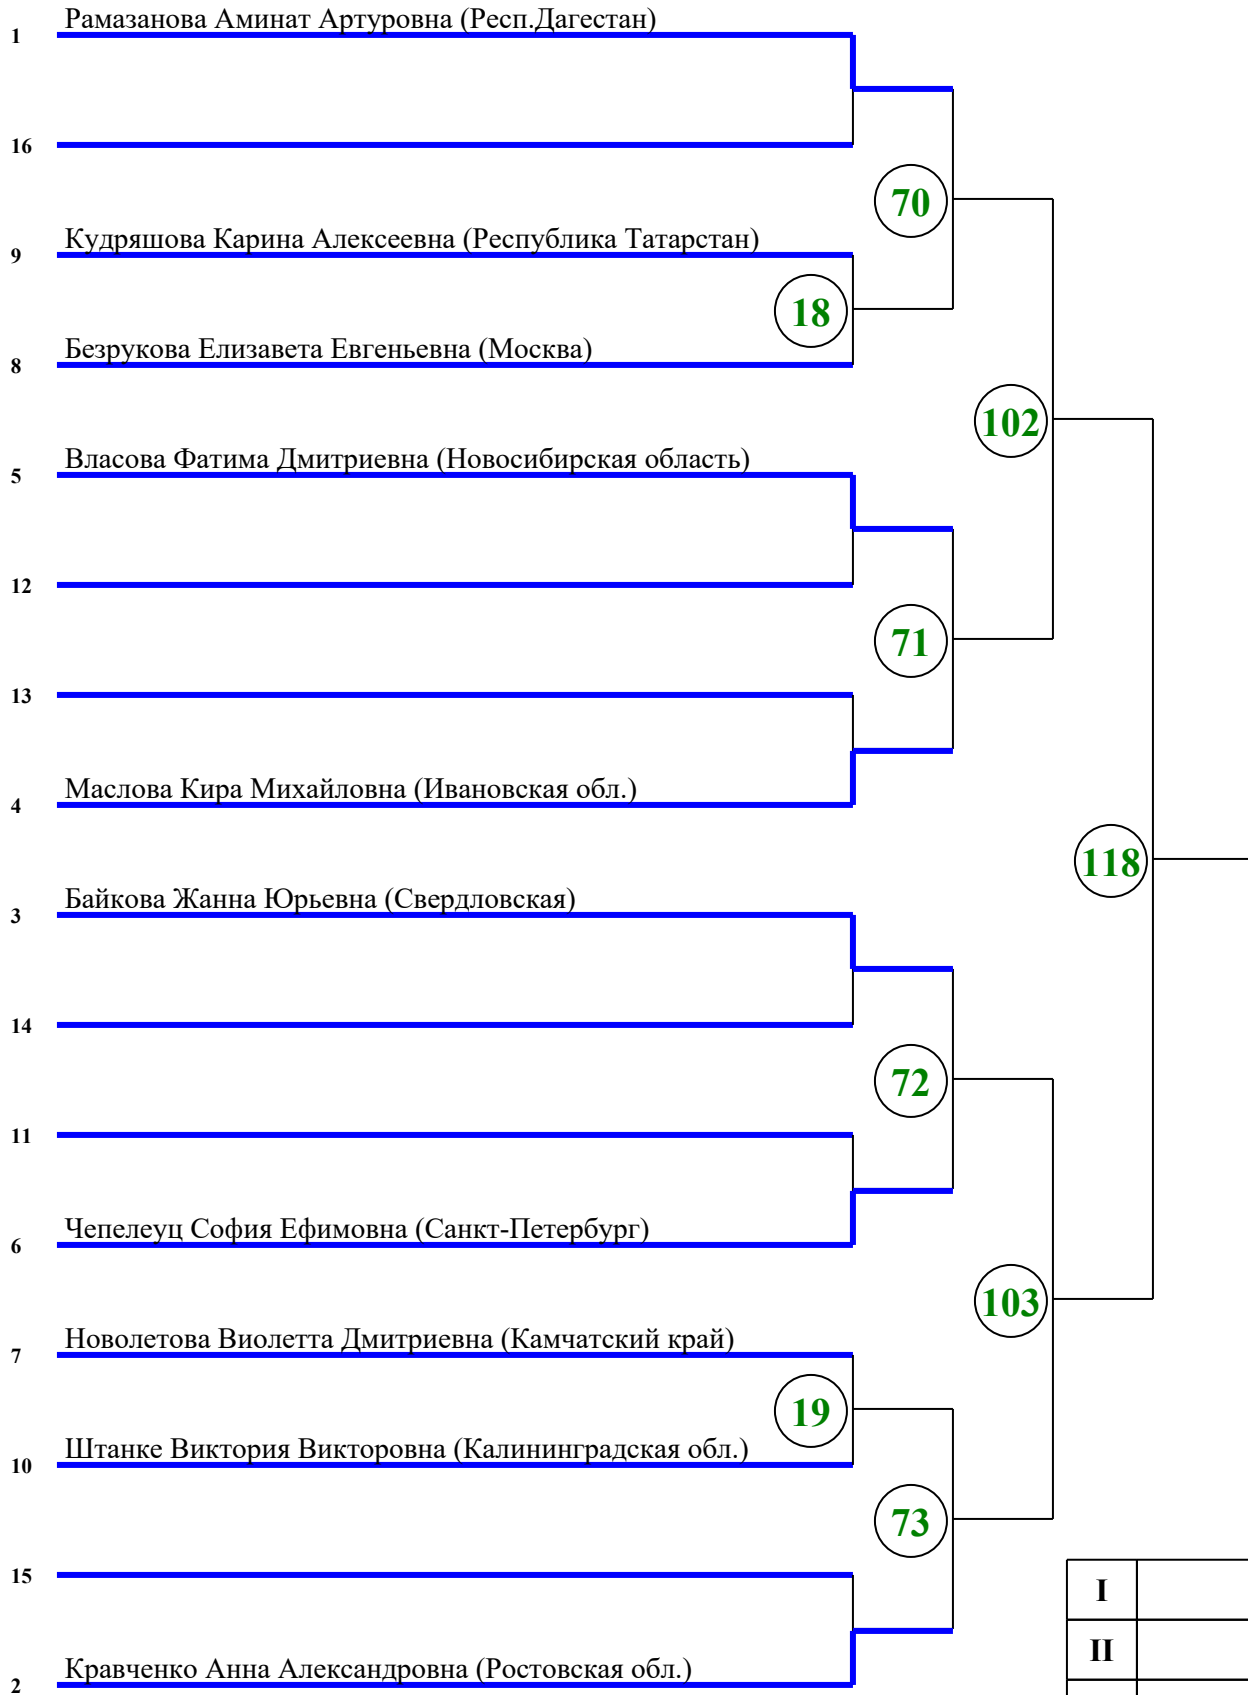 1 Рамазанова Аминат Артуровна (Респ.Дагестан)
16
70
9 Кудряшова Карина Алексеевна (Республика Татарстан)
18
8 Безрукова Елизавета Евгеньевна (Москва)
102
5 Власова Фатима Дмитриевна (Новосибирская область)
12
71
13
4 Маслова Кира Михайловна (Ивановская обл.)
118
3 Байкова Жанна Юрьевна (Свердловская)
14
72
11
6 Чепелеуц София Ефимовна (Санкт-Петербург)
103
7 Новолетова Виолетта Дмитриевна (Камчатский край)
19
10 Штанке Виктория Викторовна (Калининградская обл.)
73
15
I
II
2 Кравченко Анна Александровна (Ростовская обл.)